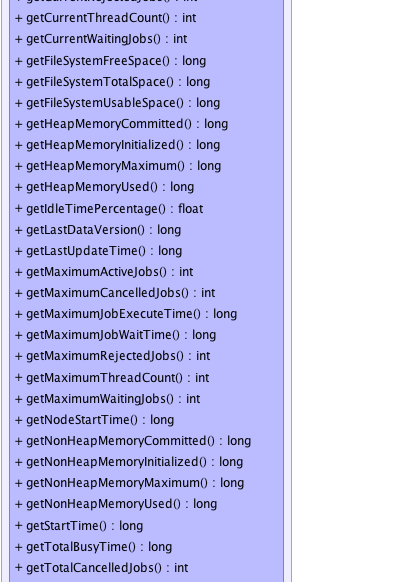 + getCurrentThreadCount() : int
+ getCurrentWaitingJobs() : int
+ getFileSystemFreeSpace() : long
+ getFileSystemTotalSpace() : long
+ getFileSystemUsableSpace() : long
+ getHeapMemoryCommitted() : long
+ getHeapMemoryInitialized() : long
+ getHeapMemoryMaximum() : long
+ getHeapMemoryUsed() : long
+ getIdleTimePercentage() : float
+ getLastDataVersion() : long
+ getLastUpdateTime() : long
+ getMaximumActiveJobs() : int
+ getMaximumCancelledJobs() : int
+ getMaximumJobExecuteTime() : long
+ getMaximumJobWaitTime() : long
+ getMaximumRejectedJobs() : int
+ getMaximumThreadCount() : int
+ getMaximumWaitingJobs() : int
+ getNodeStartTime() : long
+ getNonHeapMemoryCommitted() : long
+ getNonHeapMemoryInitialized() : long
+ getNonHeapMemoryMaximum() : long
+ getNonHeapMemoryUsed() : long
+ getStartTime() : long
+ getTotalBusyTime() : long
+ getTotalCancelledJobs() : int